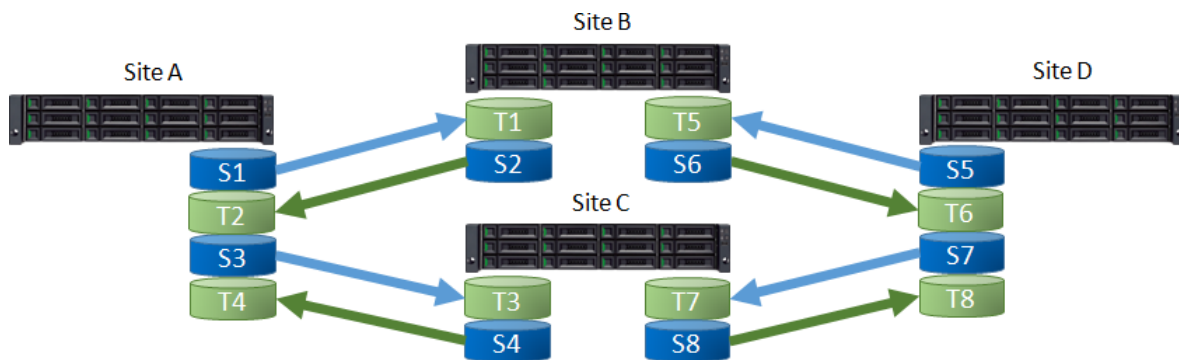 Site B
Site A
Site D
T1
T5
S1
S2
S6
S5
T2
T6
Site C
S3
S7
T4
T3
T7
T8
S4
S8